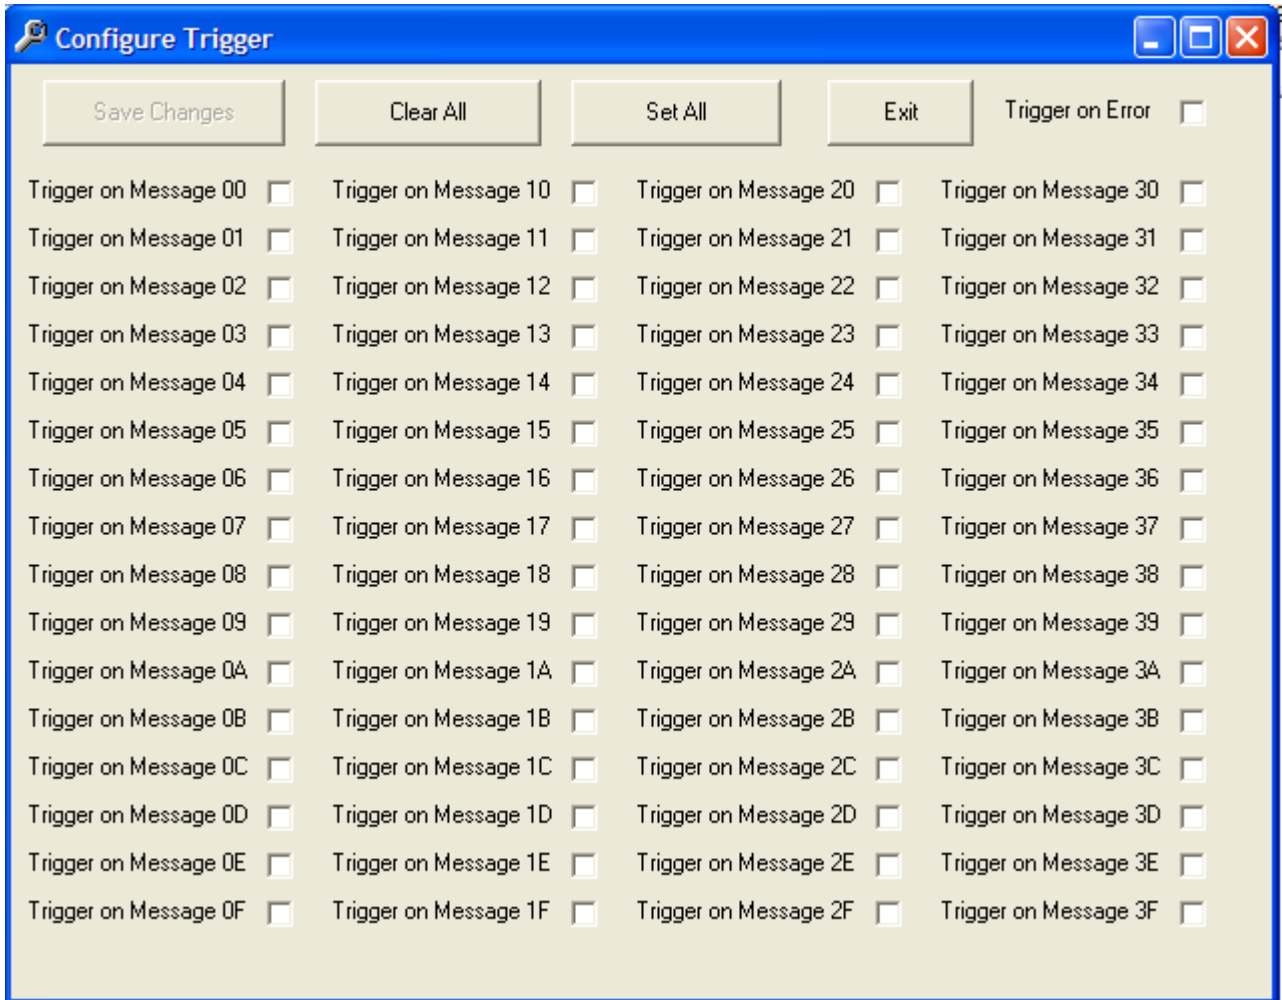 Configure Trigger
Save Changes Clear All Set All Exit Trigger on Error
Trigger on Message 00 Trigger on Message 10 Trigger on Message 20 Trigger on Message 30
Trigger on Message 01 Trigger on Message 11 Trigger on Message 21 Trigger on Message 31
Trigger on Message 02 Trigger on Message 12 Trigger on Message 22 Trigger on Message 32
Trigger on Message 03 Trigger on Message 13 Trigger on Message 23 Trigger on Message 33
Trigger on Message 04 Trigger on Message 14 Trigger on Message 24 Trigger on Message 34
Trigger on Message 05 Trigger on Message 15 Trigger on Message 25 Trigger on Message 35
Trigger on Message 06 Trigger on Message 16 Trigger on Message 26 Trigger on Message 36
Trigger on Message 07 Trigger on Message 17 Trigger on Message 27 Trigger on Message 37
Trigger on Message 08 Trigger on Message 18 Trigger on Message 28 Trigger on Message 38
Trigger on Message 09 Trigger on Message 19 Trigger on Message 29 Trigger on Message 39
Trigger on Message 0A Trigger on Message 1A Trigger on Message 2A Trigger on Message 3A
Trigger on Message 0B Trigger on Message 1B Trigger on Message 2B Trigger on Message 3B
Trigger on Message 0C Trigger on Message 1C Trigger on Message 2C Trigger on Message 3C
Trigger on Message 0D Trigger on Message 1D Trigger on Message 2D Trigger on Message 3D
Trigger on Message 0E Trigger on Message 1E Trigger on Message 2E Trigger on Message 3E
Trigger on Message 0F Trigger on Message 1F Trigger on Message 2F Trigger on Message 3F